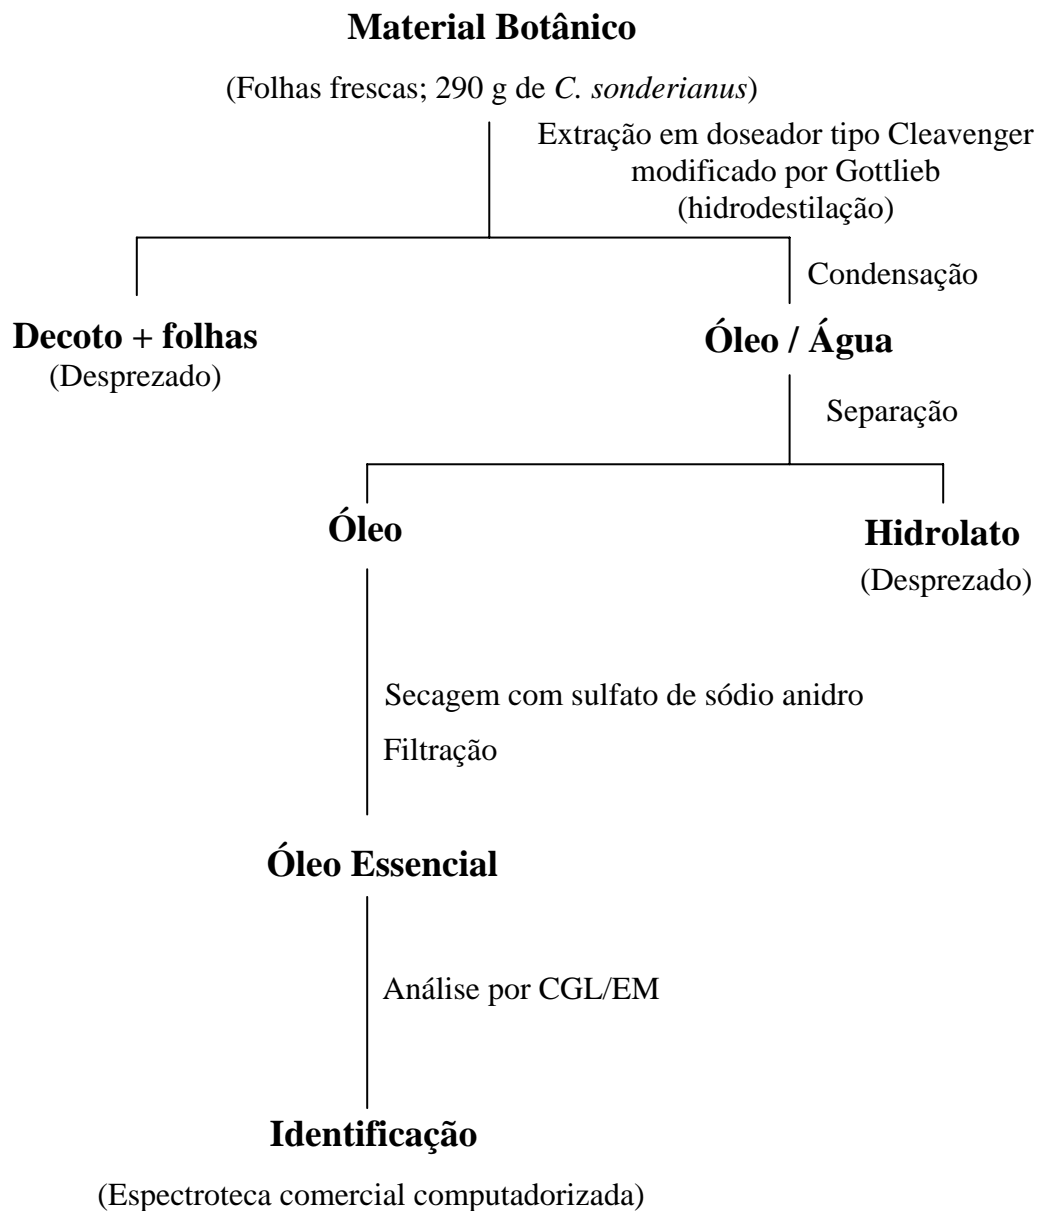 Material Botânico
(Folhas frescas; 290 g de C. sonderianus)
Extração em doseador tipo Cleavenger
modificado por Gottlieb
(hidrodestilação)
Condensação
Decoto + folhas
(Desprezado)
Óleo / Água
Separação
Óleo
Hidrolato
(Desprezado)
Secagem com sulfato de sódio anidro
Filtração
Óleo Essencial
Análise por CGL/EM
Identificação
(Espectroteca comercial computadorizada)